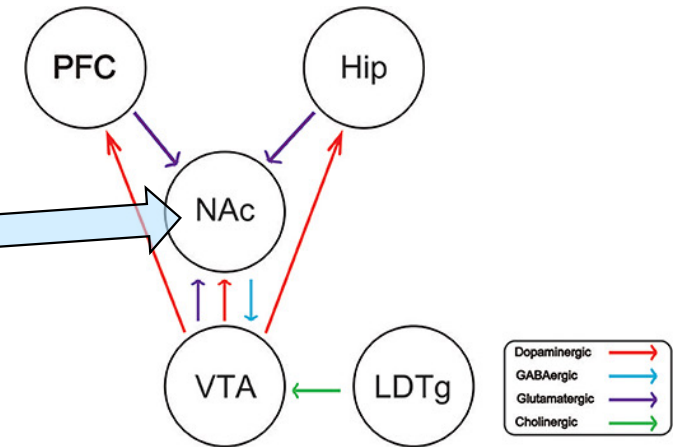 PFC
Hip
NAc
VTA
LDTg
Dopaminergic
GABAergic
Glutamatergic
Cholinergic